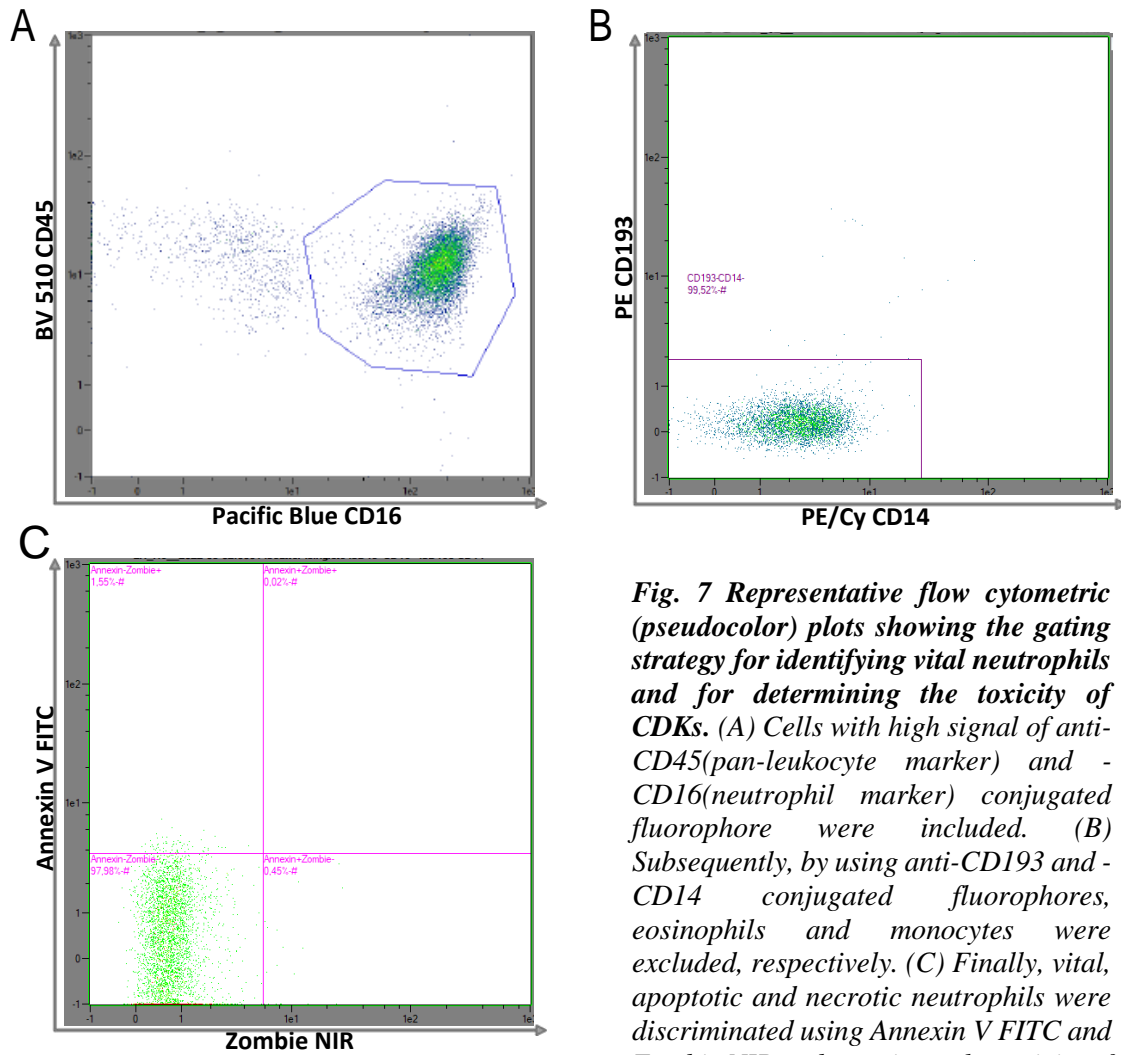 A
1e3
1e2
1e1
1
0
-1
-1
0
1
1e1
1e2
1e3
BV 510 CD45
Pacific Blue CD16
B
1e3
1e2
1e1
1
0
-1
-1
0
1
1e1
1e2
1e3
CD193-CD14-
99,52%-#
PE CD193
PE/Cy CD14
C
Annexin-Zombie+
1,55%-#
Annexin+Zombie+
0,02%-#
Annexin-Zombie-
97,98%-#
Annexin+Zombie-
0,45%-#
1e3
1e2
1e1
1
0
-1
-1
0
1
1e1
1e2
1e3
Annexin V FITC
Zombie NIR
Fig. 7 Representative flow cytometric
(pseudocolor) plots showing the gating
strategy for identifying vital neutrophils
and for determining the toxicity of
CDKs. (A) Cells with high signal of anti-
CD45(pan-leukocyte marker) and -
CD16(neutrophil marker) conjugated
fluorophore were included. (B)
Subsequently, by using anti-CD193 and -
CD14 conjugated fluorophores,
eosinophils and monocytes were
excluded, respectively. (C) Finally, vital,
apoptotic and necrotic neutrophils were
discriminated using Annexin V FITC and